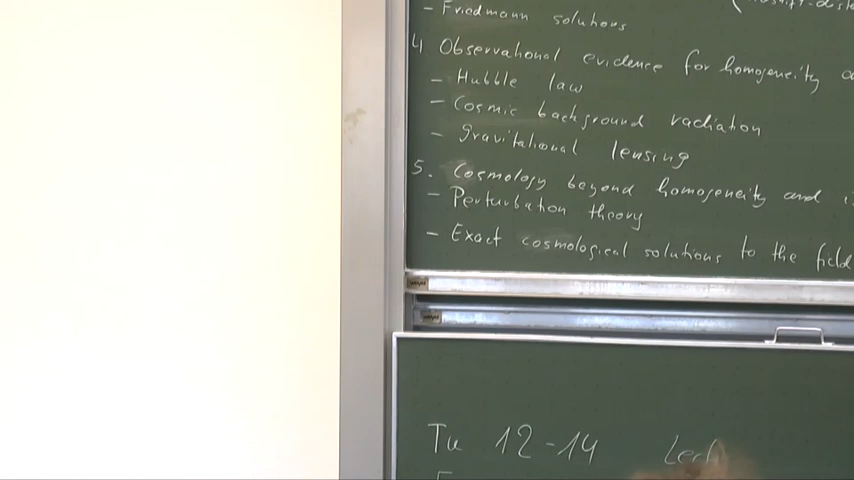 - Friedmann solutions
4 Observational evidence for homogeneity
- Hubble law
- Cosmic background radiation
- gravitational lensing
5. Cosmology beyond homogeneity and
- Perturbation theory
- Exact cosmological solutions to the field
Tu 12-14 Lect